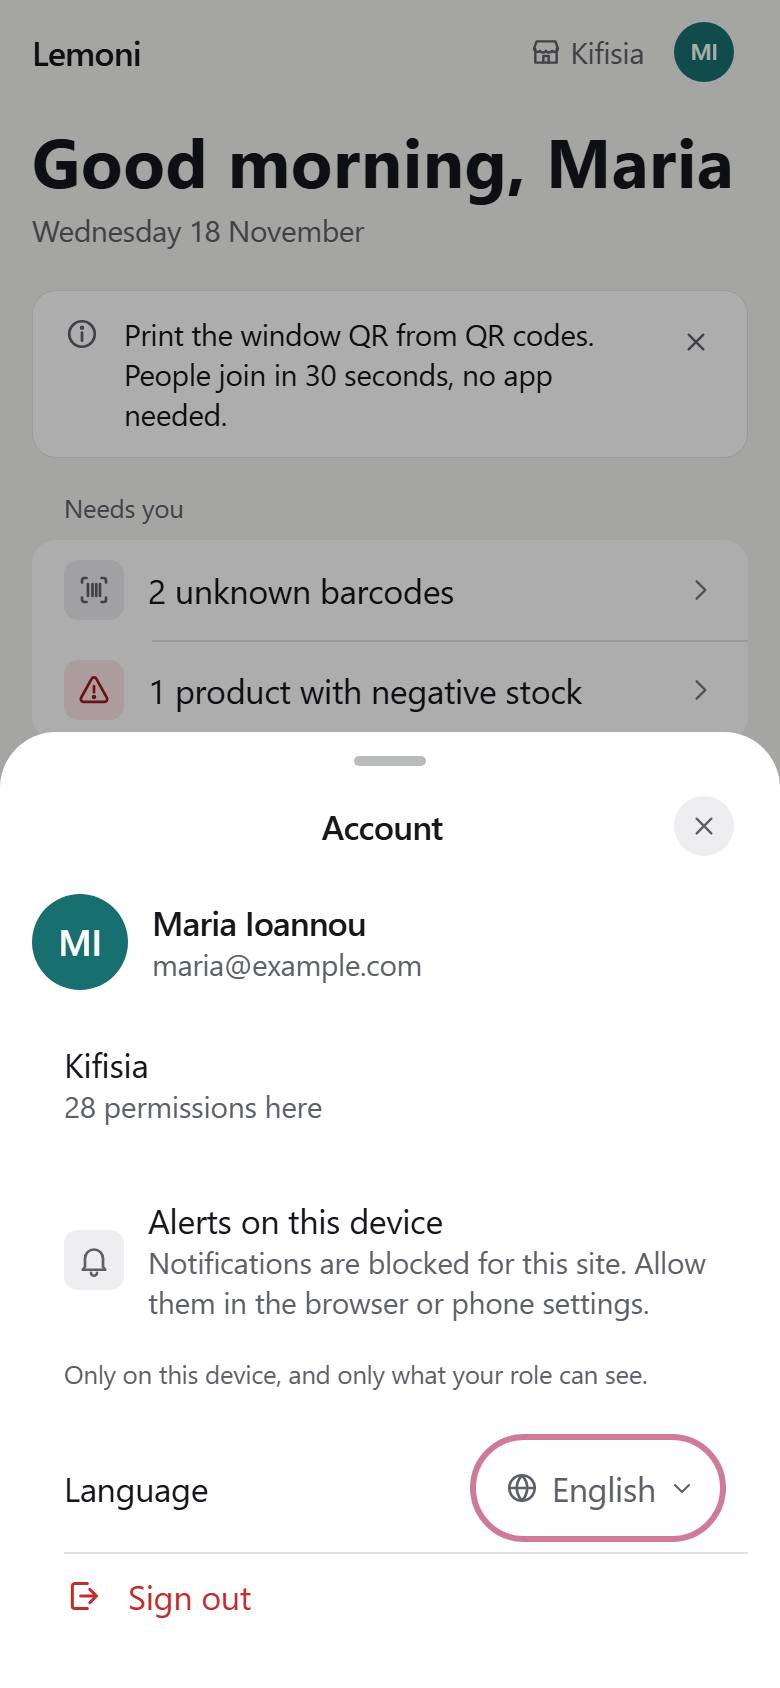 Lemoni
Kifisia
MI
Good morning, Maria
Wednesday 18 November
Print the window QR from QR codes.
People join in 30 seconds, no app
needed.
Needs you
2 unknown barcodes
1 product with negative stock
Account
MI
Maria Ioannou
maria@example.com
Kifisia
28 permissions here
Alerts on this device
Notifications are blocked for this site. Allow
them in the browser or phone settings.
Only on this device, and only what your role can see.
Language
English
Sign out